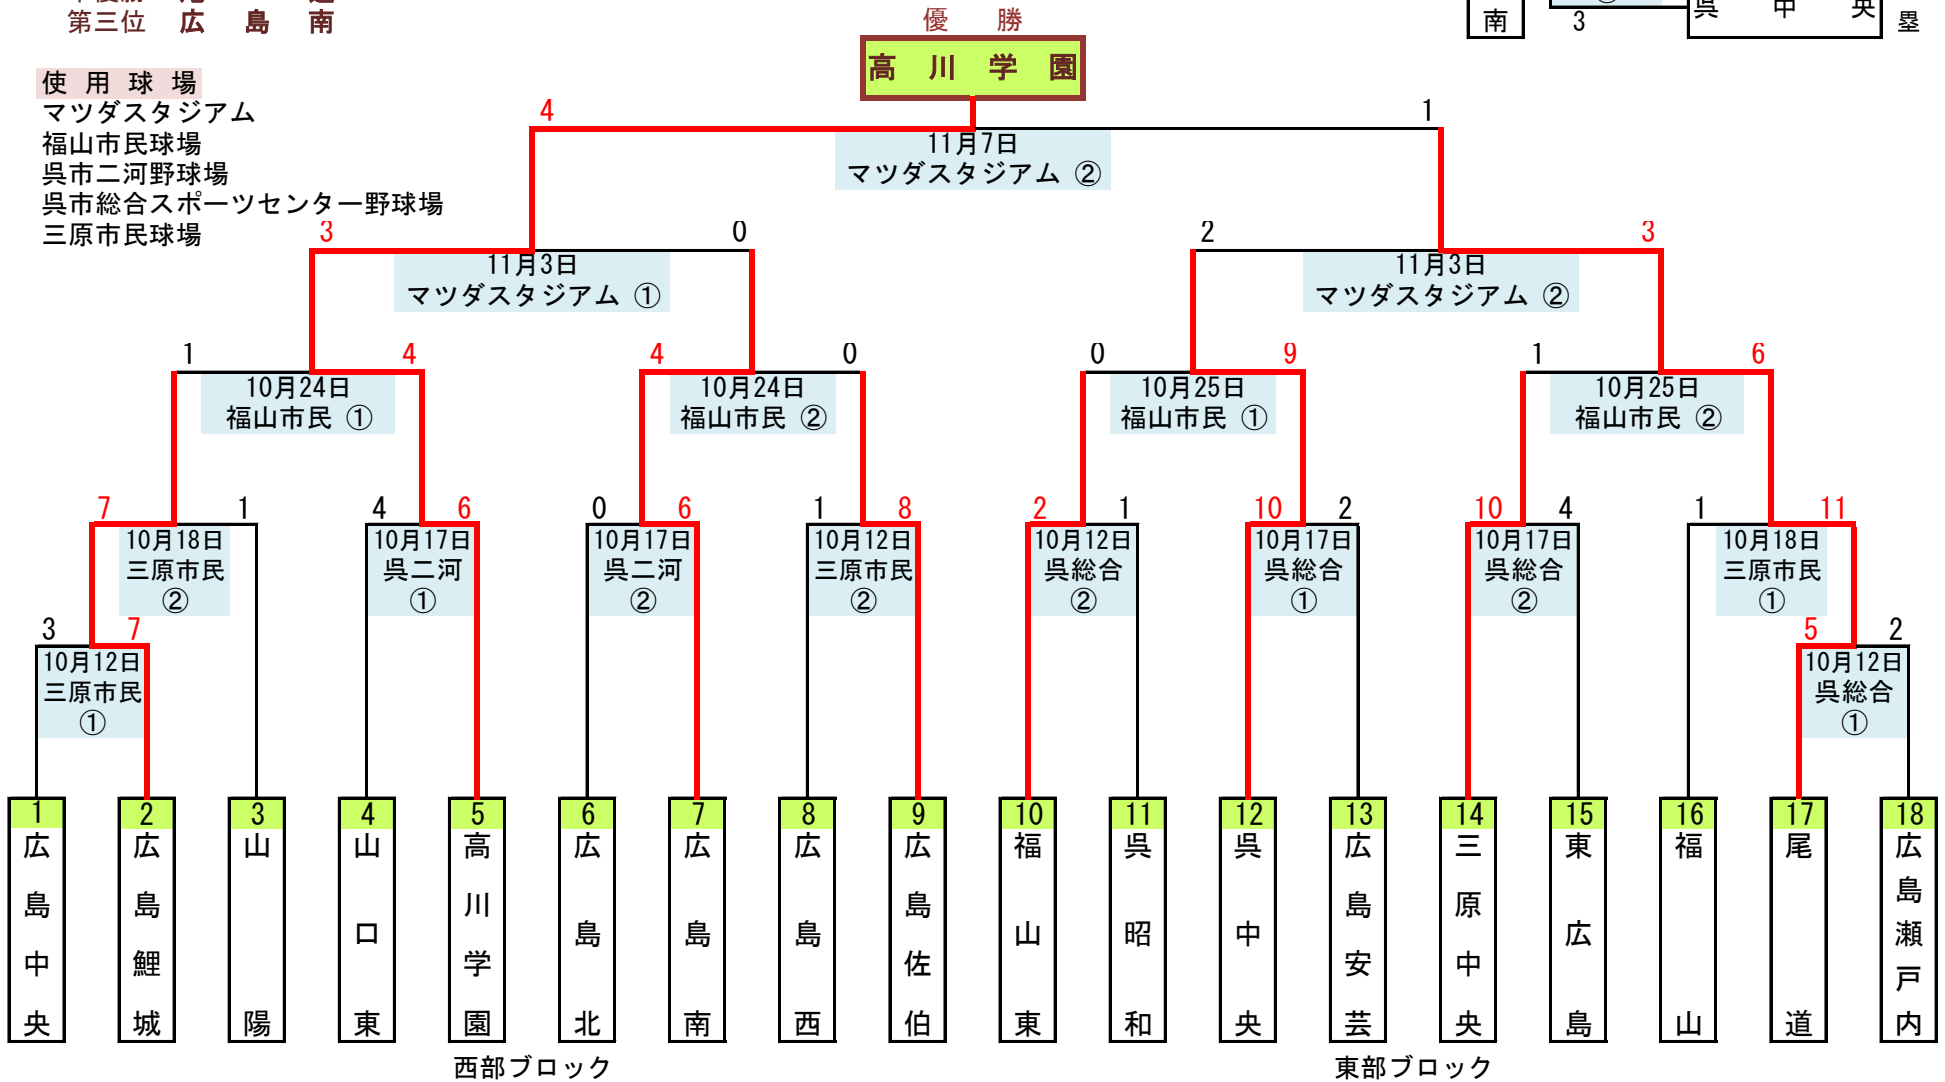 第三位 広島南
優勝
高川学園
南
3
呉中央
塁
使用球場
マツダスタジアム
福山市民球場
呉市二河野球場
呉市総合スポーツセンター野球場
三原市民球場
4
1
11月7日
マツダスタジアム ②
3
0
2
3
11月3日
マツダスタジアム ①
11月3日
マツダスタジアム ②
1
4
4
0
0
9
1
6
10月24日
福山市民 ①
10月24日
福山市民 ②
10月25日
福山市民 ①
10月25日
福山市民 ②
7
1
4
6
0
6
1
8
2
1
10
2
10
4
1
11
10月18日
三原市民
②
10月17日
呉二河
①
10月17日
呉二河
②
10月12日
三原市民
②
10月12日
呉総合
②
10月17日
呉総合
①
10月17日
呉総合
②
10月18日
三原市民
①
3
7
5
2
10月12日
三原市民
①
10月12日
呉総合
①
1
広島中央
2
広島鯉城
3
山陽
4
山口東
5
高川学園
6
広島北
7
広島南
8
広島西
9
広島佐伯
10
福山東
11
呉昭和
12
呉中央
13
広島安芸
14
三原中央
15
東広島
16
福山
17
尾道
18
広島瀬戸内
西部ブロック
東部ブロック